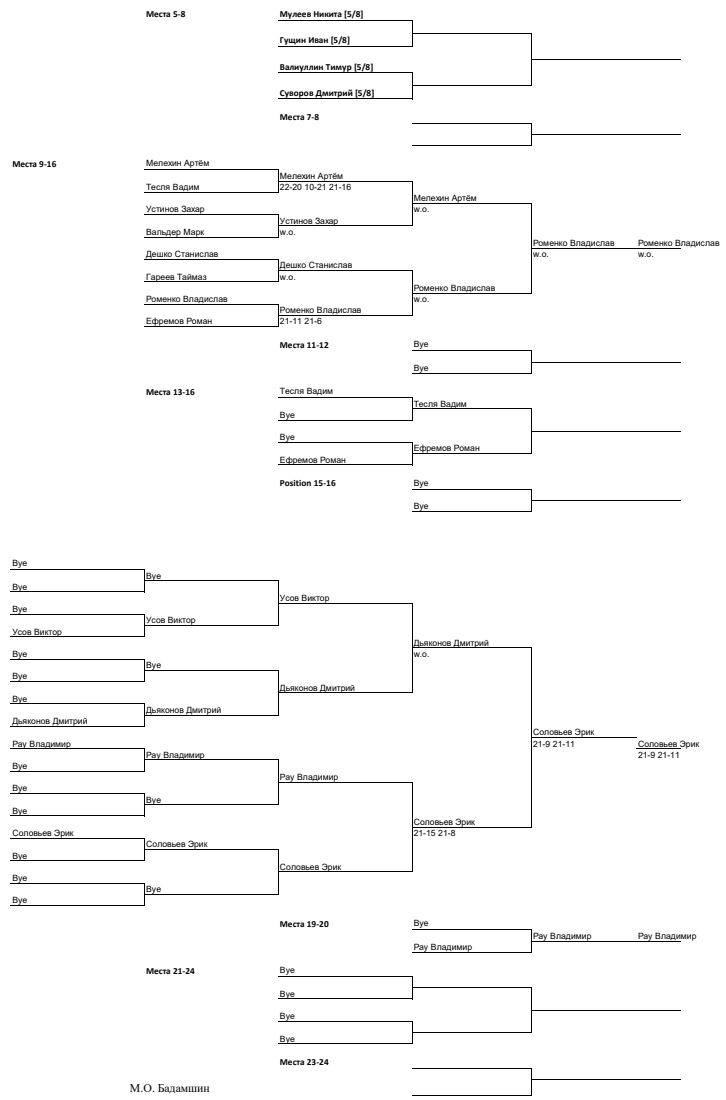 Места 5-8
Мулеев Никита [5/8]
Гущин Иван [5/8]
Валиуллин Тимур [5/8]
Суворов Дмитрий [5/8]
Места 7-8
Места 9-16
Мелехин Артём
Мелехин Артём
Тесля Вадим
22-20 10-21 21-16
Мелехин Артём
w.o.
Устинов Захар
Устинов Захар
Вальдер Марк
w.o.
Роменко Владислав Роменко Владислав
w.o. w.o.
Дешко Станислав
Дешко Станислав
Гареев Таймаз
w.o.
Роменко Владислав
w.o.
Роменко Владислав
Роменко Владислав
Ефремов Роман
21-11 21-6
Места 11-12
Bye
Bye
Места 13-16
Тесля Вадим
Тесля Вадим
Bye
Bye
Ефремов Роман
Ефремов Роман
Position 15-16
Bye
Bye
Bye
Bye
Bye
Усов Виктор
Bye
Усов Виктор
Усов Виктор
Дьяконов Дмитрий
w.o.
Bye
Bye
Bye
Дьяконов Дмитрий
Bye
Дьяконов Дмитрий
Дьяконов Дмитрий
Соловьев Эрик
21-9 21-11
Соловьев Эрик
21-9 21-11
Рау Владимир
Рау Владимир
Bye
Рау Владимир
Bye
Bye
Bye
Соловьев Эрик
21-15 21-8
Соловьев Эрик
Соловьев Эрик
Bye
Соловьев Эрик
Bye
Bye
Bye
Места 19-20
Bye
Рау Владимир Рау Владимир
Рау Владимир
Места 21-24
Bye
Bye
Bye
Bye
Места 23-24
М.О. Бадамшин